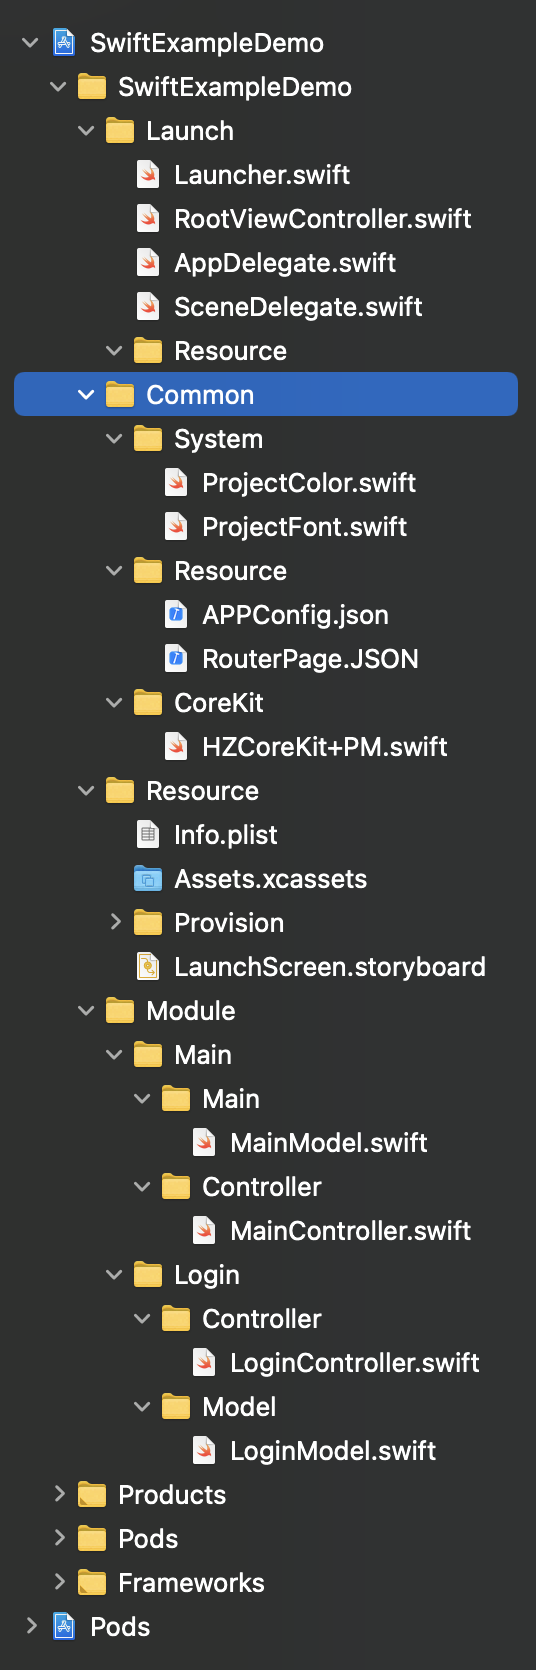 SwiftExampleDemo
SwiftExampleDemo
Launch
Launcher.swift
RootViewController.swift
AppDelegate.swift
SceneDelegate.swift
Resource
Common
System
ProjectColor.swift
ProjectFont.swift
Resource
APPConfig.json
RouterPage.JSON
CoreKit
HZCoreKit+PM.swift
Resource
Info.plist
Assets.xcassets
Provision
LaunchScreen.storyboard
Module
Main
Main
MainModel.swift
Controller
MainController.swift
Login
Controller
LoginController.swift
Model
LoginModel.swift
Products
Pods
Frameworks
Pods